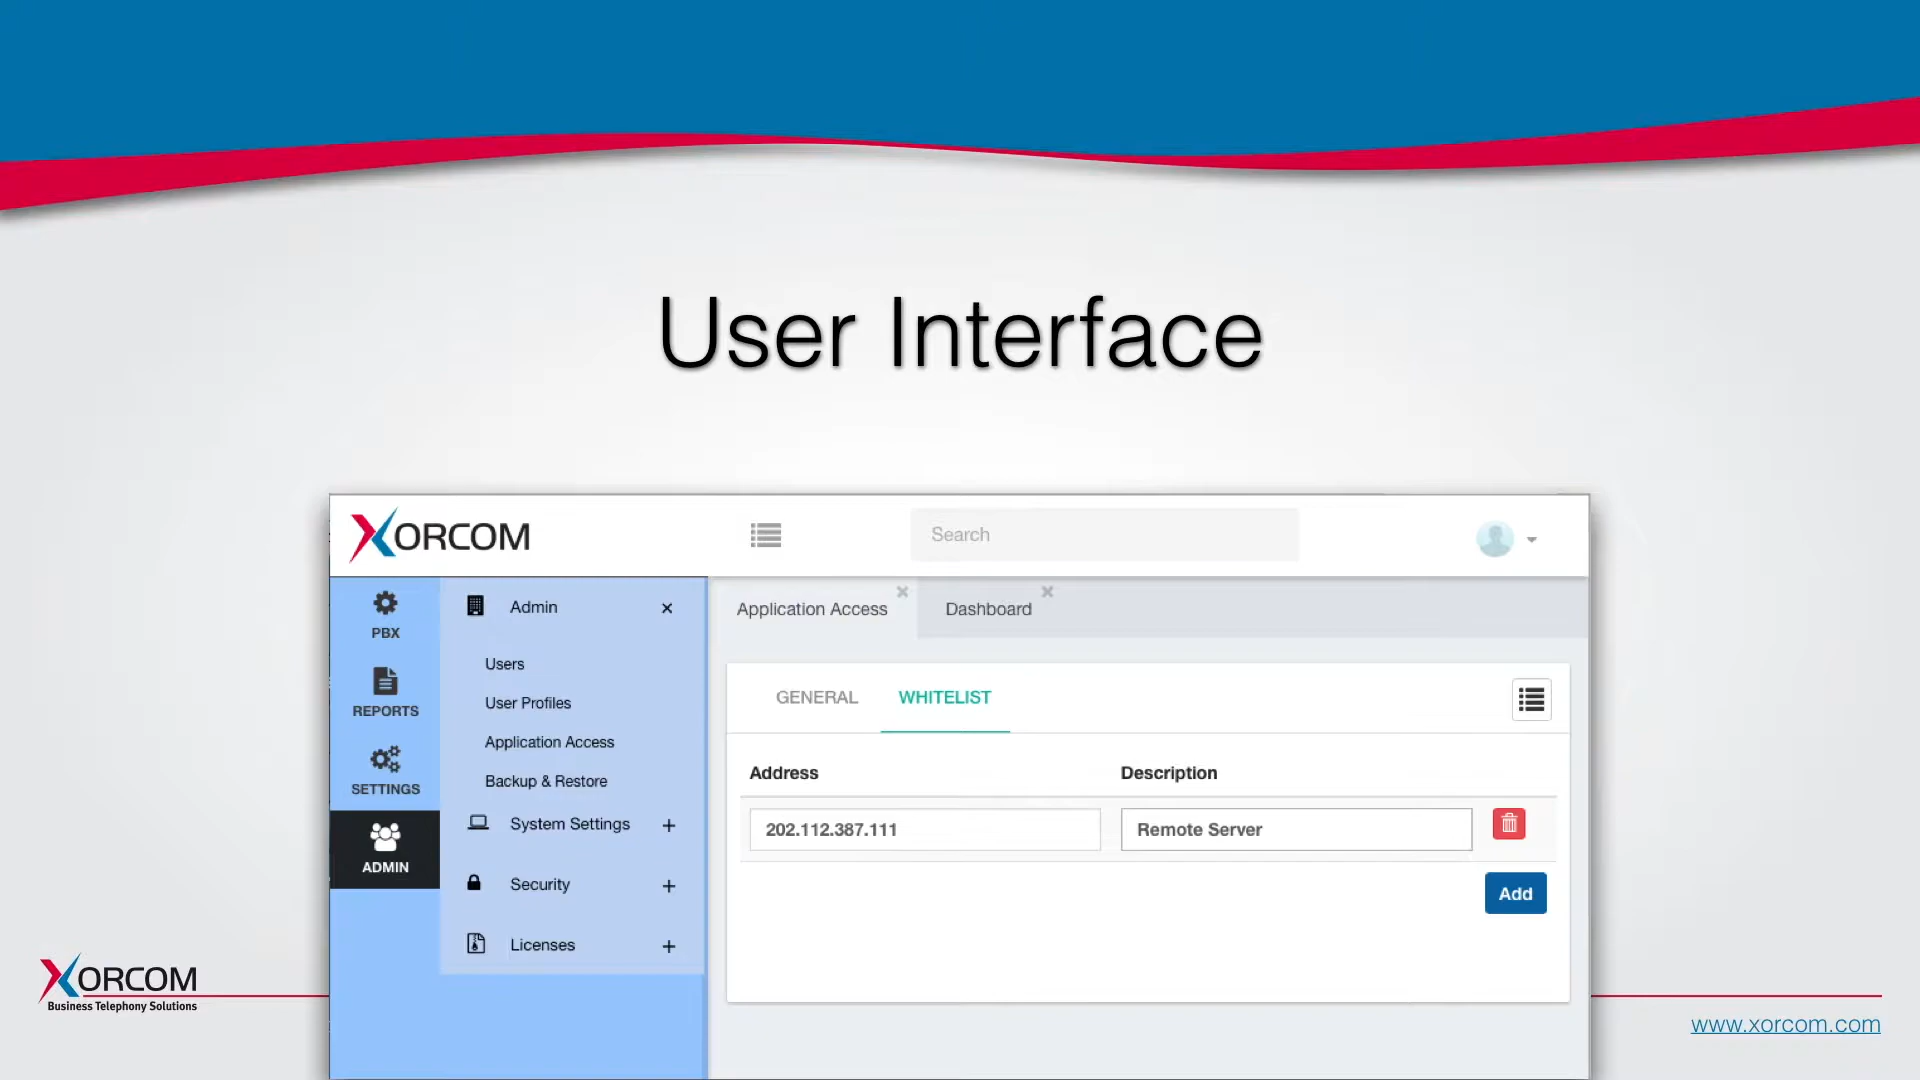 User Interface
XORCOM
Search
PBX
REPORTS
SETTINGS
ADMIN
Admin
Users
User Profiles
Application Access
Backup & Restore
System Settings
Security
Licenses
Application Access
Dashboard
GENERAL
WHITELIST
Address
Description
202.112.387.111
Remote Server
Add
XORCOM
Business Telephony Solutions
www.xorcom.com